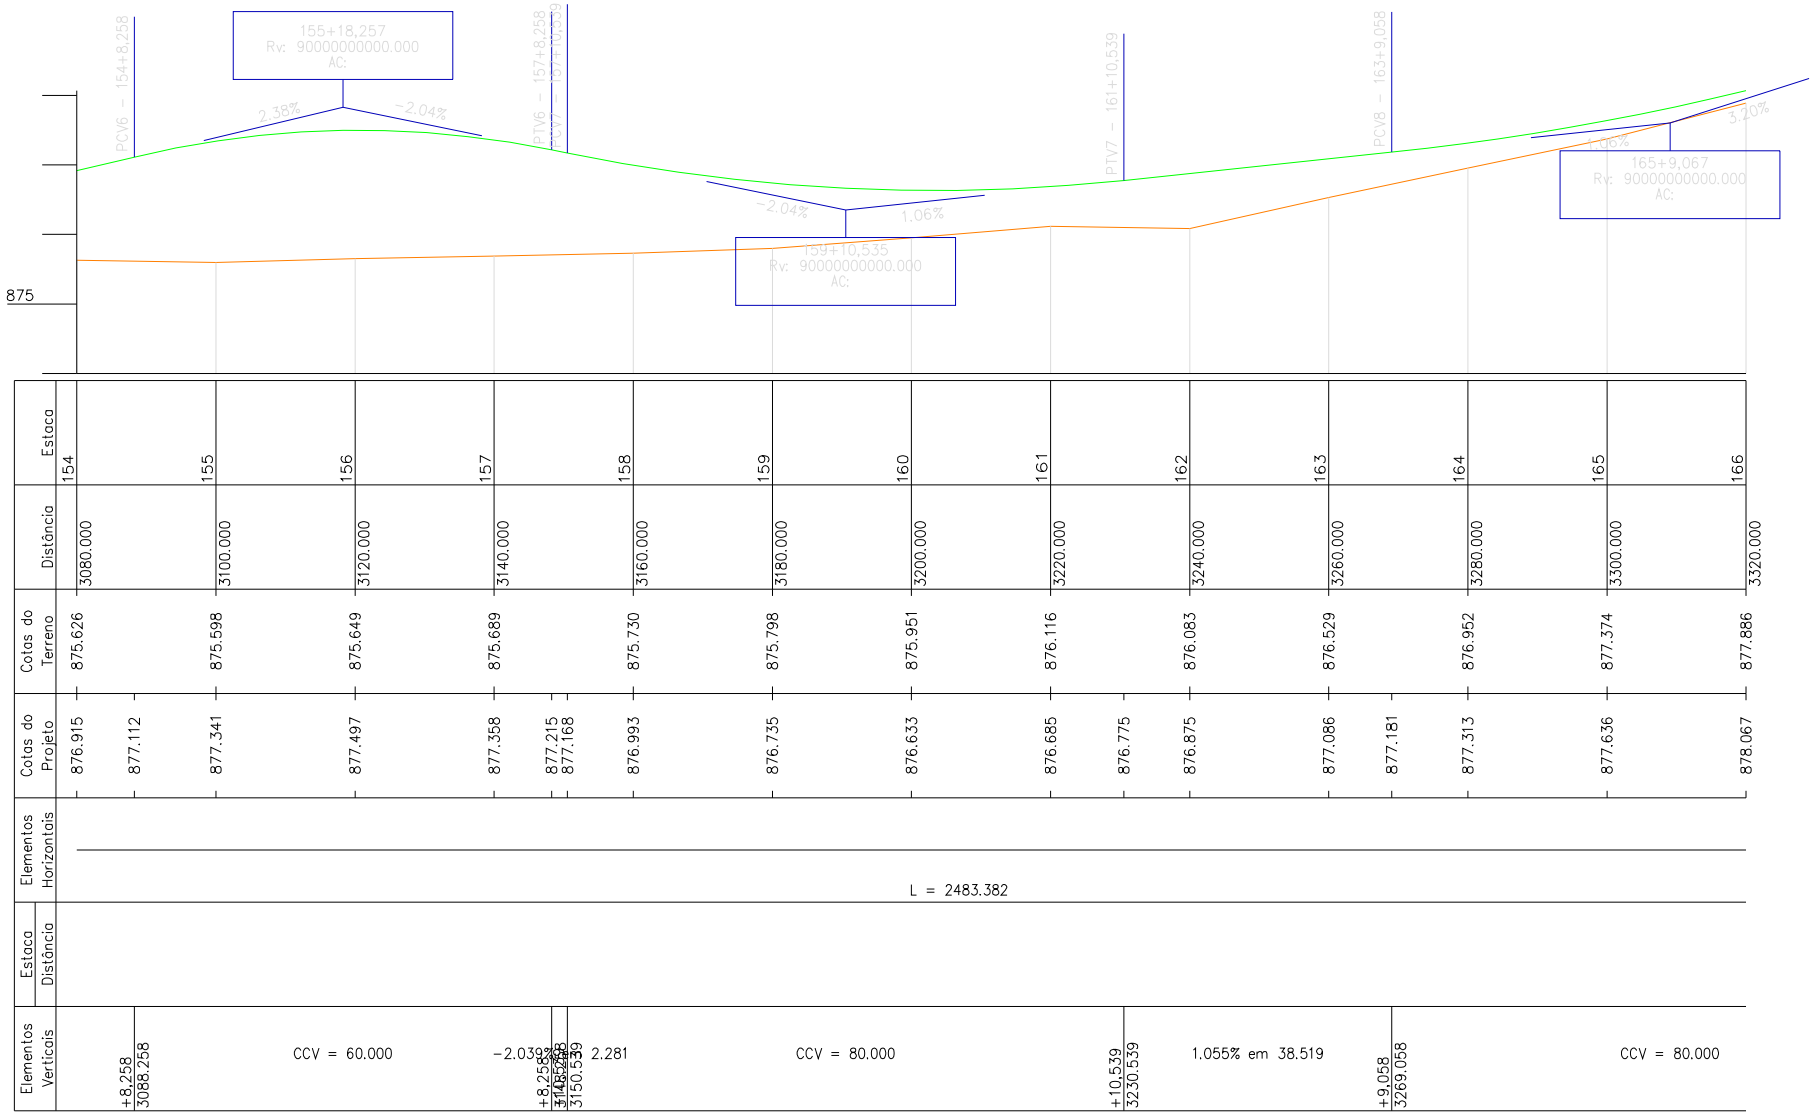 PCV6 - 154+8,258
155+18,257
Rv: 90000000000.000
AC:
2.38%
-2.04%
PTV6 - 157+8,258
PCV7 - 157+10,539
-2.04%
1.06%
159+10,535
Rv: 90000000000.000
AC:
PTV7 - 161+10,539
PCV8 - 163+9,058
1.06%
3.20%
165+9,067
Rv: 90000000000.000
AC:
875
Estaca
154
155
156
157
158
159
160
161
162
163
164
165
166
Distância
3080.000
3100.000
3120.000
3140.000
3160.000
3180.000
3200.000
3220.000
3240.000
3260.000
3280.000
3300.000
3320.000
Cotas do
Terreno
875.626
875.598
875.649
875.689
875.730
875.798
875.951
876.116
876.083
876.529
876.952
877.374
877.886
Cotas do
Projeto
876.915
877.112
877.341
877.497
877.358
877.215
877.168
876.993
876.735
876.633
876.685
876.775
876.875
877.086
877.181
877.313
877.636
878.067
Elementos
Horizontais
L = 2483.382
Estaca
Distância
Elementos
Verticais
+8,258
3088.258
CCV = 60.000
-2.039% 2.281
+8,258
3150.539
CCV = 80.000
+10,539
3230.539
1.055% em 38.519
+9,058
3269.058
CCV = 80.000